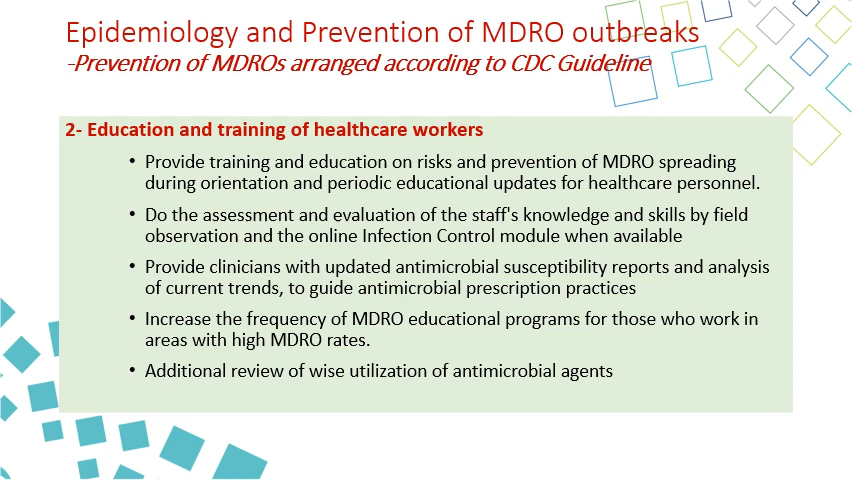 Epidemiology and Prevention of MDRO outbreaks
-Prevention of MDROs arranged according to CDC Guideline
2- Education and training of healthcare workers
• Provide training and education on risks and prevention of MDRO spreading
during orientation and periodic educational updates for healthcare personnel.
• Do the assessment and evaluation of the staff's knowledge and skills by field
observation and the online Infection Control module when available
• Provide clinicians with updated antimicrobial susceptibility reports and analysis
of current trends, to guide antimicrobial prescription practices
• Increase the frequency of MDRO educational programs for those who work in
areas with high MDRO rates.
• Additional review of wise utilization of antimicrobial agents